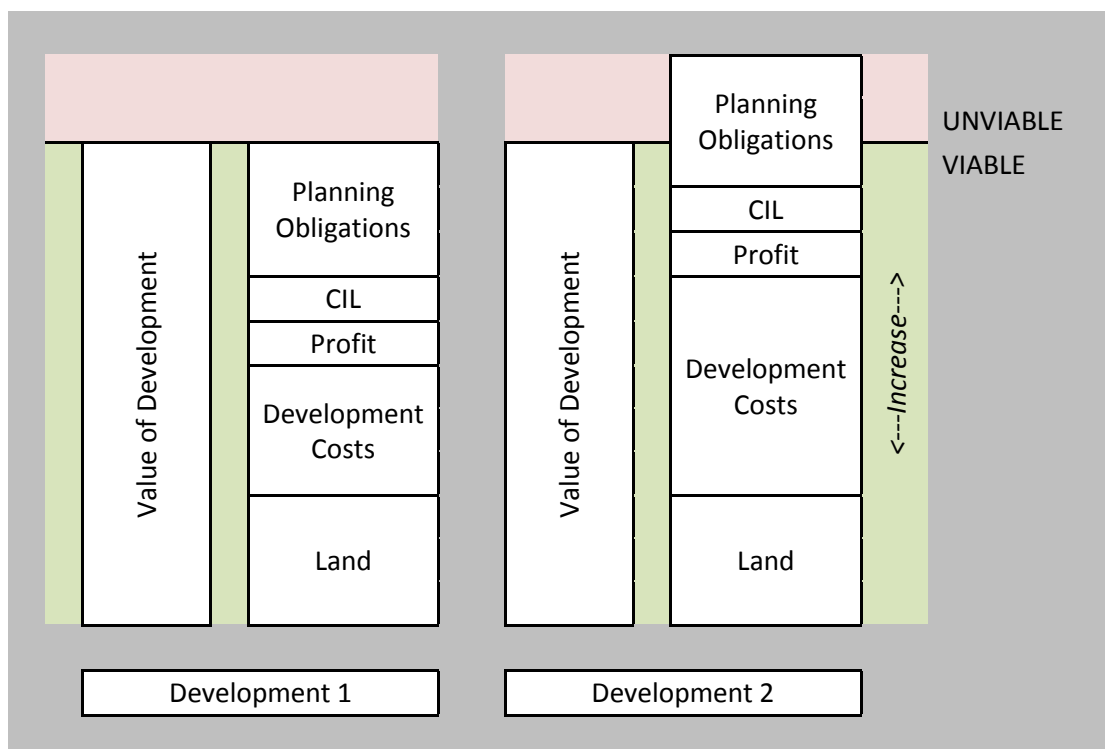 Value of Development
Planning
Obligations
CIL
Profit
Development
Costs
Land
Development 1
Value of Development
Planning
Obligations
CIL
Profit
Development
Costs
Land
<---Increase--->
UNVIABLE
VIABLE
Development 2